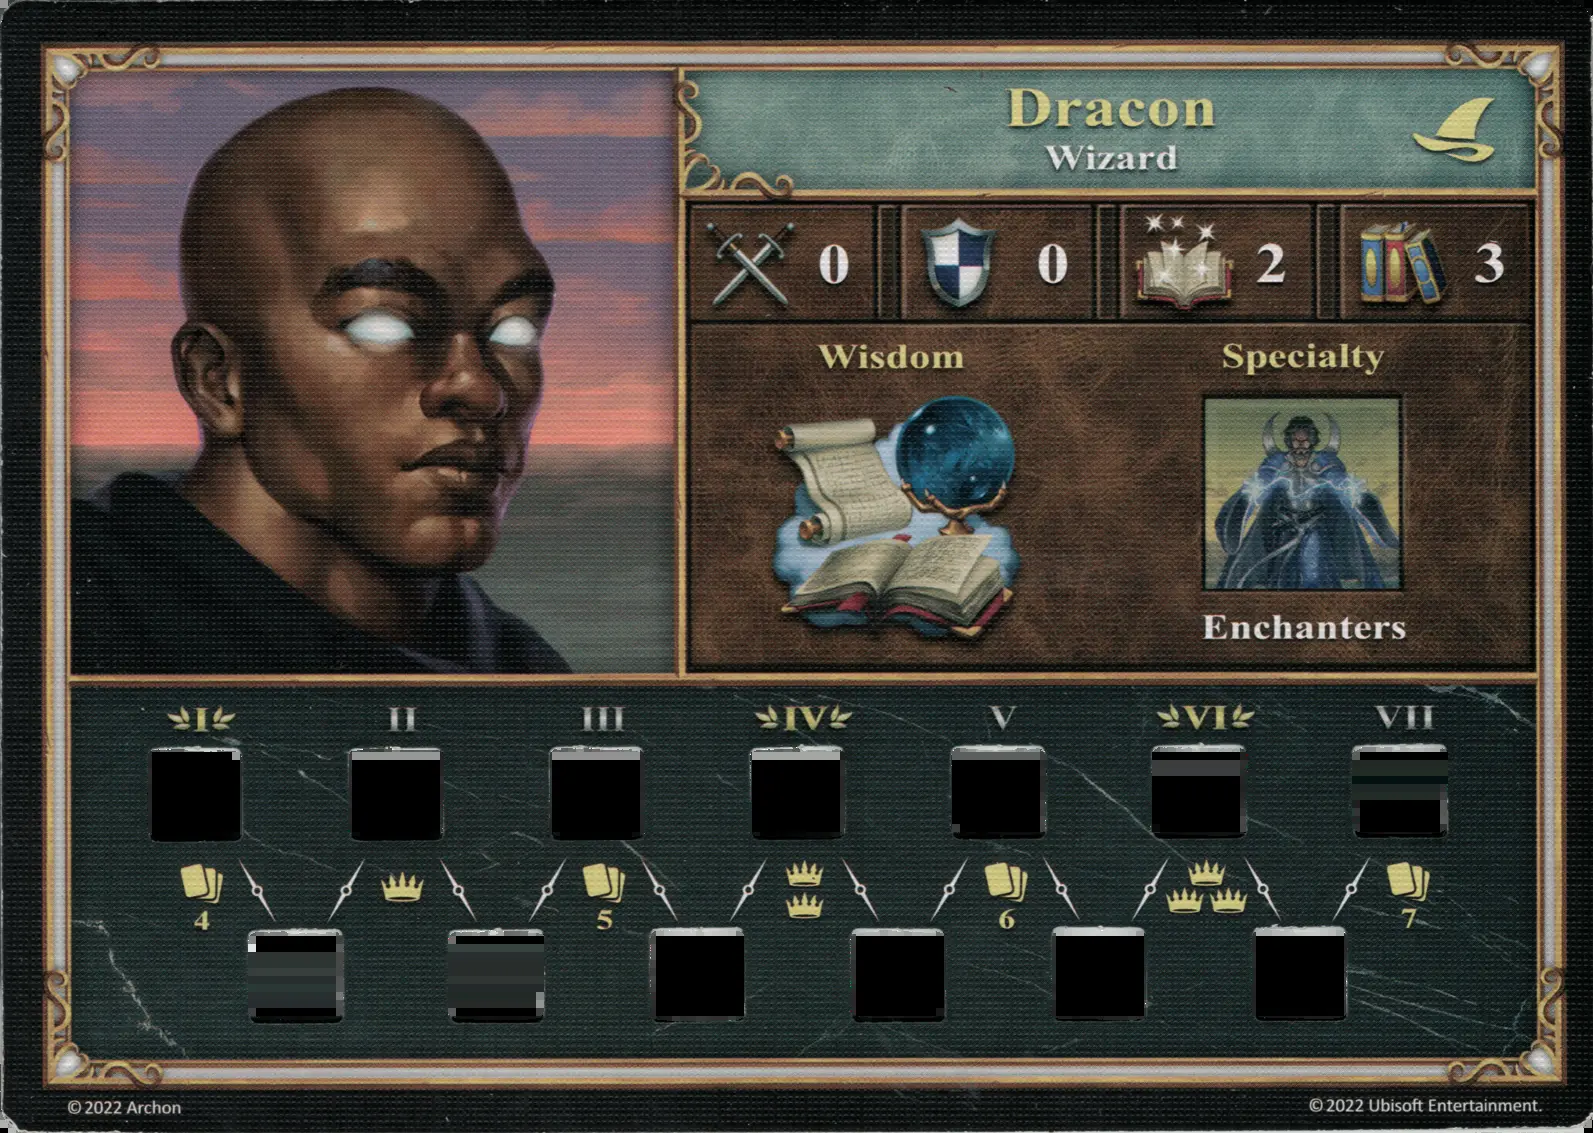 Dracon
Wizard
0 0 2 3
Wisdom
Specialty
Enchanters
I II III IV V VI VII
4 5 6 7
© 2022 Archon
© 2022 Ubisoft Entertainment.